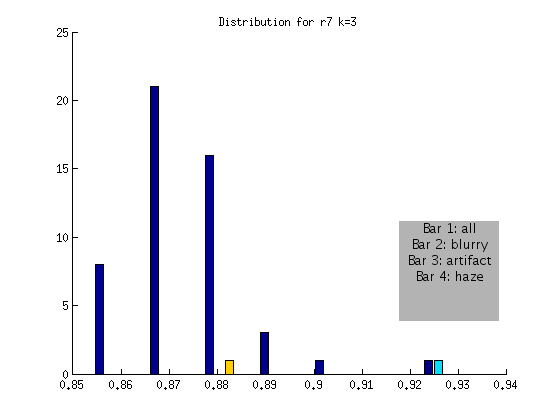 Distribution for r7 k=3
25
20
15
10
5
0
Bar 1: all
Bar 2: blurry
Bar 3: artifact
Bar 4: haze
0.85 0.86 0.87 0.88 0.89 0.9 0.91 0.92 0.93 0.94